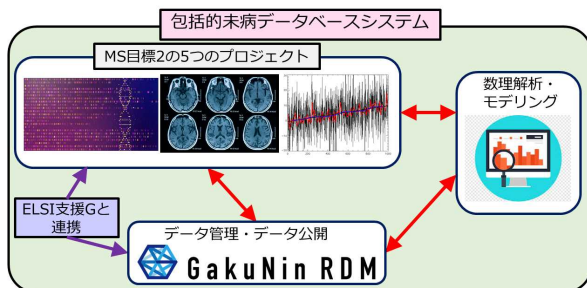 包括的未病データベースシステム
MS目標2の5つのプロジェクト
数理解析・
モデリング
ELSI支援Gと
連携
データ管理・データ公開
GakuNin RDM